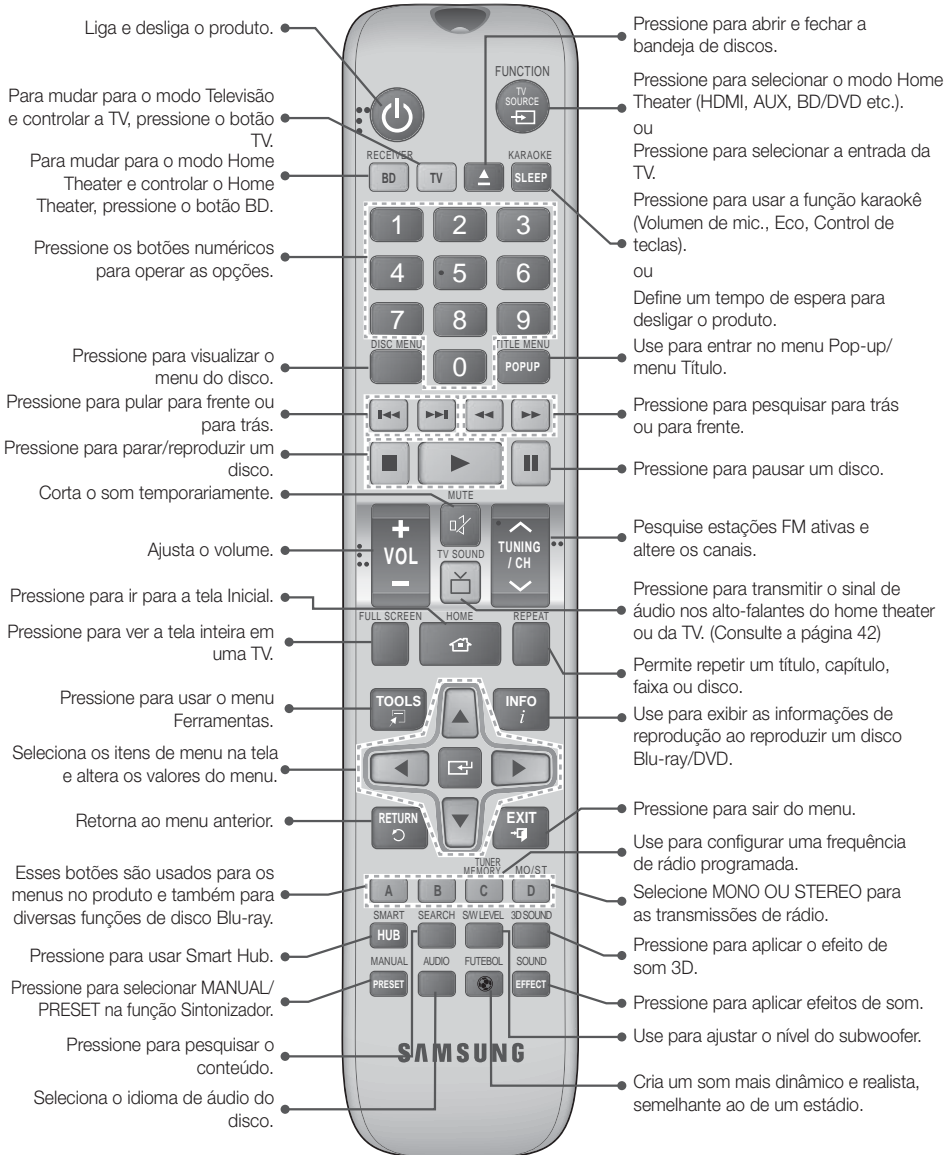 Liga e desliga o produto.
Para mudar para o modo Televisão
e controlar a TV, pressione o botão
TV.
Para mudar para o modo Home
Theater e controlar o Home
Theater, pressione o botão BD.
Pressione os botões numéricos
para operar as opções.
Pressione para visualizar o
menu do disco.
Pressione para pular para frente ou
para trás.
Pressione para parar/reproduzir um
disco.
Corta o som temporariamente.
Ajusta o volume.
Pressione para ir para a tela Inicial.
Pressione para ver a tela inteira em
uma TV.
Pressione para usar o menu
Ferramentas.
Seleciona os itens de menu na tela
e altera os valores do menu.
Retorna ao menu anterior.
Esses botões são usados para os
menus no produto e também para
diversas funções de disco Blu-ray.
Pressione para usar Smart Hub.
Pressione para selecionar MANUAL/
PRESET na função Sintonizador.
Pressione para pesquisar o
conteúdo.
Seleciona o idioma de áudio do
disco.
FUNCTION
TV
SOURCE
RECEIVER
KARAOKE
BD TV SLEEP
1 2 3
4 5 6
7 8 9
DISC MENU TITLE MENU
0 POPUP
MUTE
+
VOL
−
TV SOUND
TUNING
/ CH
FULL SCREEN HOME REPEAT
TOOLS INFO
i
RETURN EXIT
TUNER
MEMORY MO/ST
A B C D
SMART SEARCH S/W LEVEL 3D SOUND
HUB
MANUAL AUDIO FUTEBOL SOUND
PRESET EFFECT
SAMSUNG
Pressione para abrir e fechar a
bandeja de discos.
Pressione para selecionar o modo Home
Theater (HDMI, AUX, BD/DVD etc.).
ou
Pressione para selecionar a entrada da
TV.
Pressione para usar a função karaokê
(Volumen de mic., Eco, Control de
teclas).
ou
Define um tempo de espera para
desligar o produto.
Use para entrar no menu Pop-up/
menu Título.
Pressione para pesquisar para trás
ou para frente.
Pressione para pausar um disco.
Pesquise estações FM ativas e
altere os canais.
Pressione para transmitir o sinal de
áudio nos alto-falantes do home theater
ou da TV. (Consulte a página 42)
Permite repetir um título, capítulo,
faixa ou disco.
Use para exibir as informações de
reprodução ao reproduzir um disco
Blu-ray/DVD.
Pressione para sair do menu.
Use para configurar uma frequência
de rádio programada.
Selecione MONO OU STEREO para
as transmissões de rádio.
Pressione para aplicar o efeito de
som 3D.
Pressione para aplicar efeitos de som.
Use para ajustar o nível do subwoofer.
Cria um som mais dinâmico e realista,
semelhante ao de um estádio.